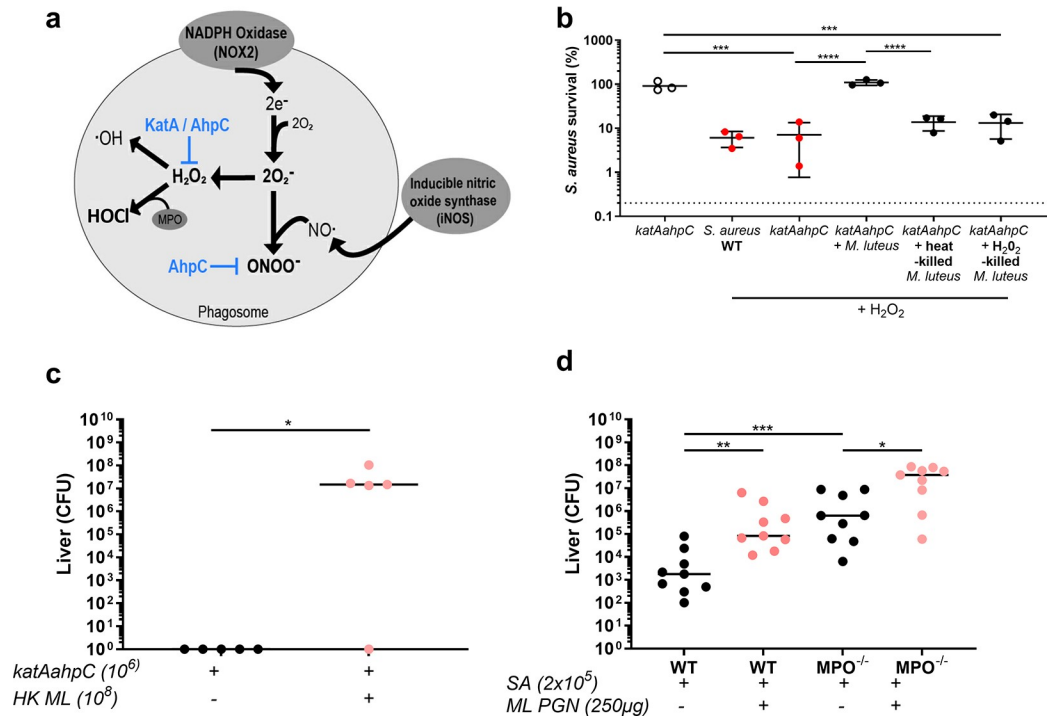 a
NADPH Oxidase
(NOX2)
2e⁻
2O₂
KatA / AhpC
·OH
H₂O₂
2O₂⁻
HOCl
MPO
NO·
Inducible nitric
oxide synthase
(iNOS)
AhpC
ONOO⁻
Phagosome
b
S. aureus survival (%)
1000
100
10
1
0.1
***
***
****
****
katAahpC
S. aureus
WT
katAahpC
katAahpC
+ M. luteus
katAahpC
+ heat
-killed
M. luteus
katAahpC
+ H₂0₂
-killed
M. luteus
+ H₂O₂
c
Liver (CFU)
10¹⁰
10⁹
10⁸
10⁷
10⁶
10⁵
10⁴
10³
10²
10¹
10⁰
*
katAahpC (10⁶) + +
HK ML (10⁸) - +
d
Liver (CFU)
10¹⁰
10⁹
10⁸
10⁷
10⁶
10⁵
10⁴
10³
10²
10¹
10⁰
***
**
*
WT WT MPO⁻/⁻ MPO⁻/⁻
SA (2x10⁵) + + + +
ML PGN (250µg) - + - +